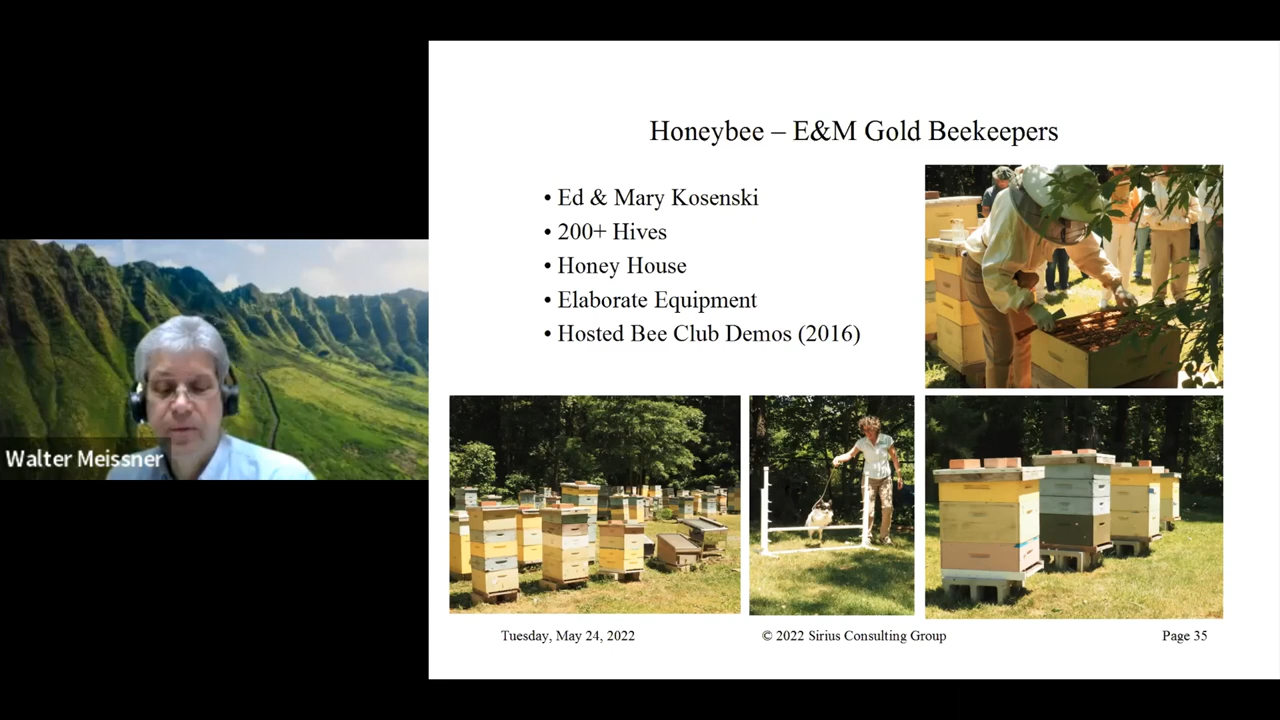 Honeybee – E&M Gold Beekeepers
• Ed & Mary Kosenski
• 200+ Hives
• Honey House
• Elaborate Equipment
• Hosted Bee Club Demos (2016)
Walter Meissner
Tuesday, May 24, 2022
© 2022 Sirius Consulting Group
Page 35